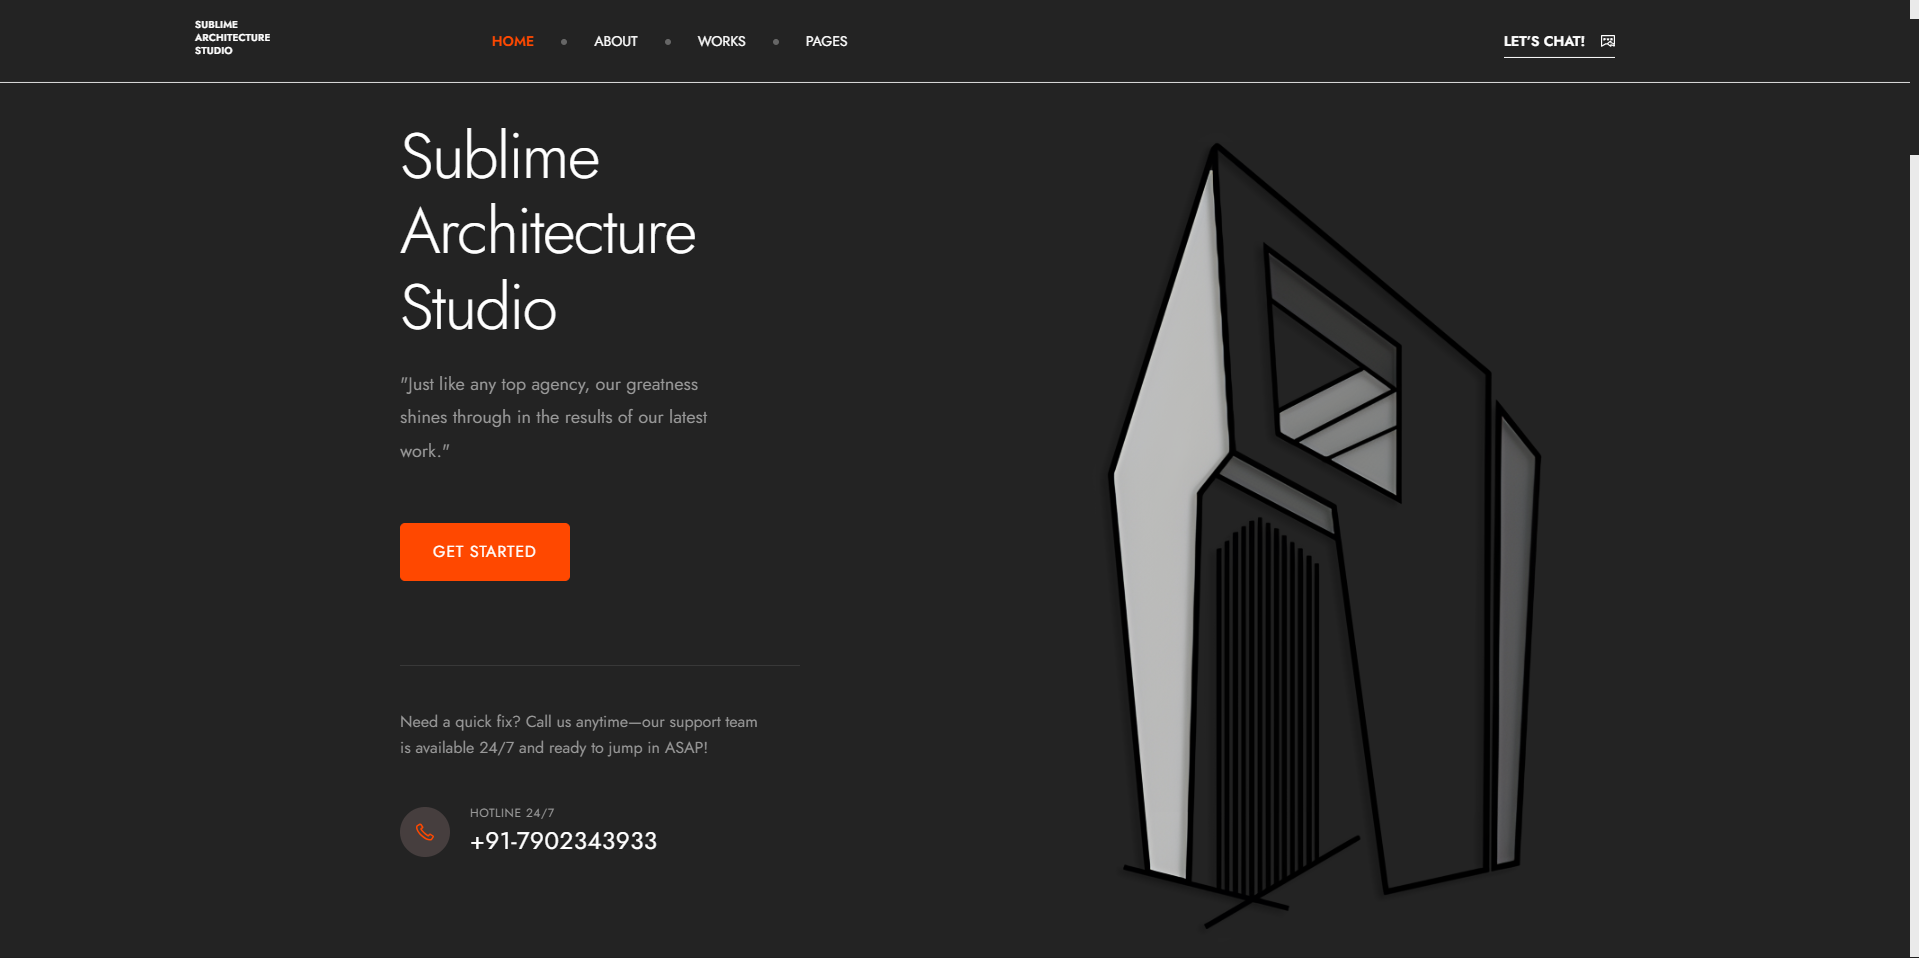 SUBLIME
ARCHITECTURE
STUDIO
HOME
ABOUT
WORKS
PAGES
LET'S CHAT!
Sublime
Architecture
Studio
"Just like any top agency, our greatness
shines through in the results of our latest
work."
GET STARTED
Need a quick fix? Call us anytime—our support team
is available 24/7 and ready to jump in ASAP!
HOTLINE 24/7
+91-7902343933